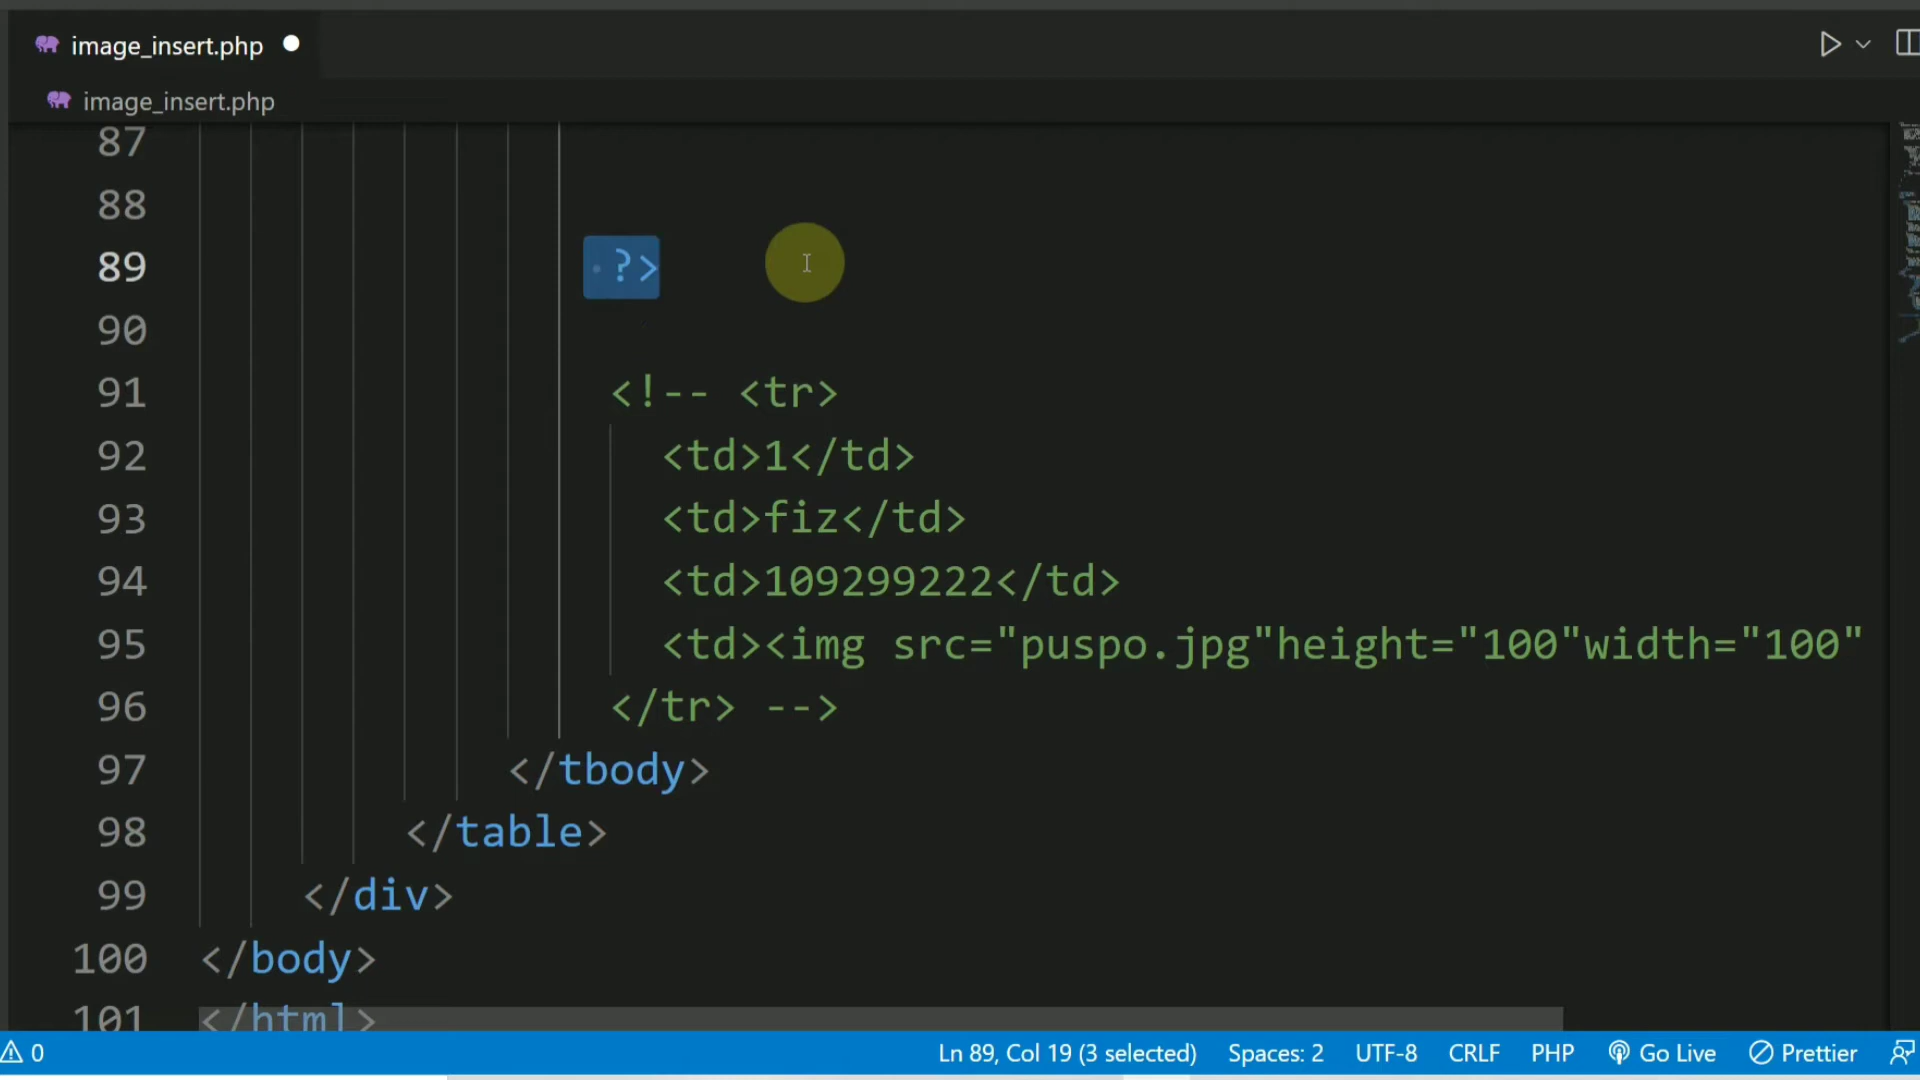 image_insert.php
image_insert.php
87
88
89 ?>
90
91 <!-- <tr>
92 <td>1</td>
93 <td>fiz</td>
94 <td>109299222</td>
95 <td><img src="puspo.jpg"height="100"width="100"
96 </tr> -->
97 </tbody>
98 </table>
99 </div>
100 </body>
101 </html>
0 Ln 89, Col 19 (3 selected) Spaces: 2 UTF-8 CRLF PHP Go Live Prettier